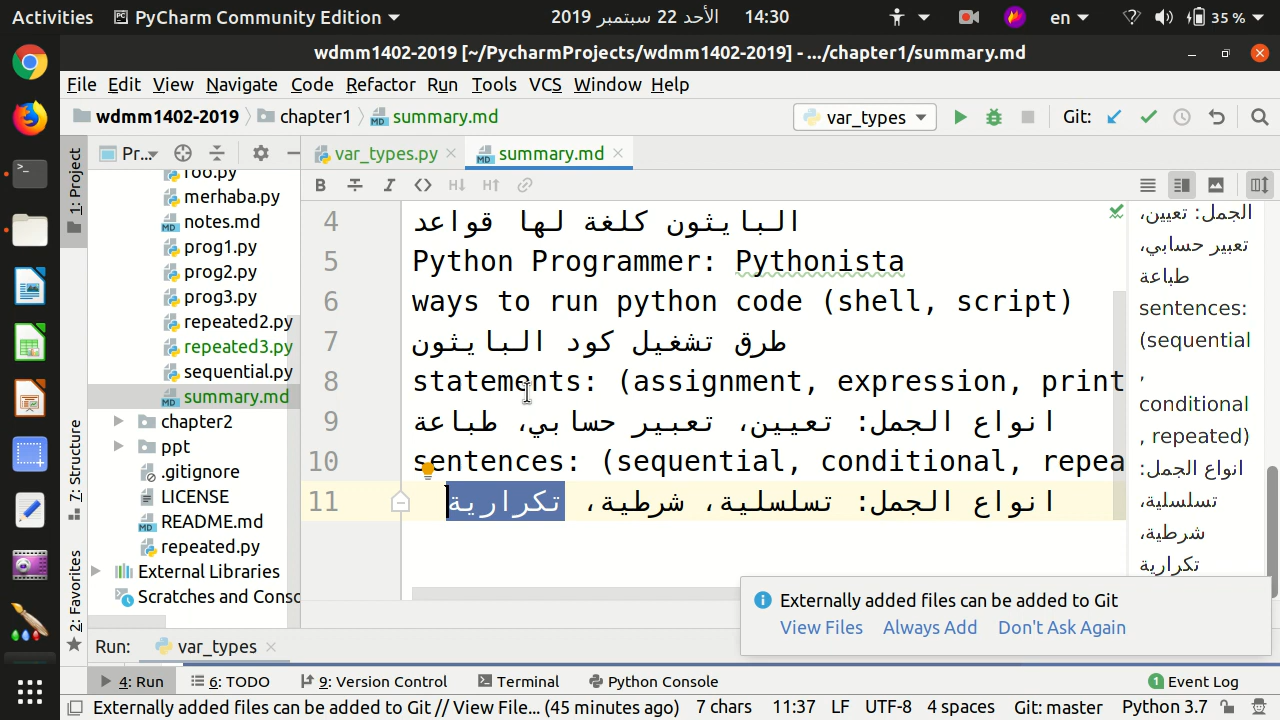 Activities PyCharm Community Edition 14:30 الأحد 22 سبتمبر 2019 en 35 %
wdmm1402-2019 [~/PycharmProjects/wdmm1402-2019] - .../chapter1/summary.md
File Edit View Navigate Code Refactor Run Tools VCS Window Help
wdmm1402-2019 chapter1 summary.md var_types Git:
1: Project
Pr...
var_types.py
summary.md
merhaba.py
notes.md
prog1.py
prog2.py
prog3.py
repeated2.py
repeated3.py
sequential.py
summary.md
chapter2
ppt
.gitignore
LICENSE
README.md
repeated.py
External Libraries
Scratches and Consc
7: Structure
2: Favorites
4 البايثون كلغة لها قواعد
5 Python Programmer: Pythonista
6 ways to run python code (shell, script)
7 طرق تشغيل كود البايثون
8 statements: (assignment, expression, print
9 انواع الجمل: تعيين، تعبير حسابي، طباعة
10 sentences: (sequential, conditional, repea
11 انواع الجمل: تسلسلية، شرطية، تكرارية
الجمل: تعيين،
تعبير حسابي،
طباعة
sentences:
(sequential
,
conditional
, repeated)
انواع الجمل:
تسلسلية،
شرطية،
تكرارية
Externally added files can be added to Git
View Files Always Add Don't Ask Again
Run: var_types
4: Run 6: TODO 9: Version Control Terminal Python Console 1 Event Log
Externally added files can be added to Git // View File... (45 minutes ago) 7 chars 11:37 LF UTF-8 4 spaces Git: master Python 3.7